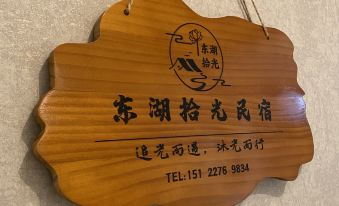 东湖
拾光
东湖拾光民宿
追光而遇，沐光而行
TEL:151 2276 9834